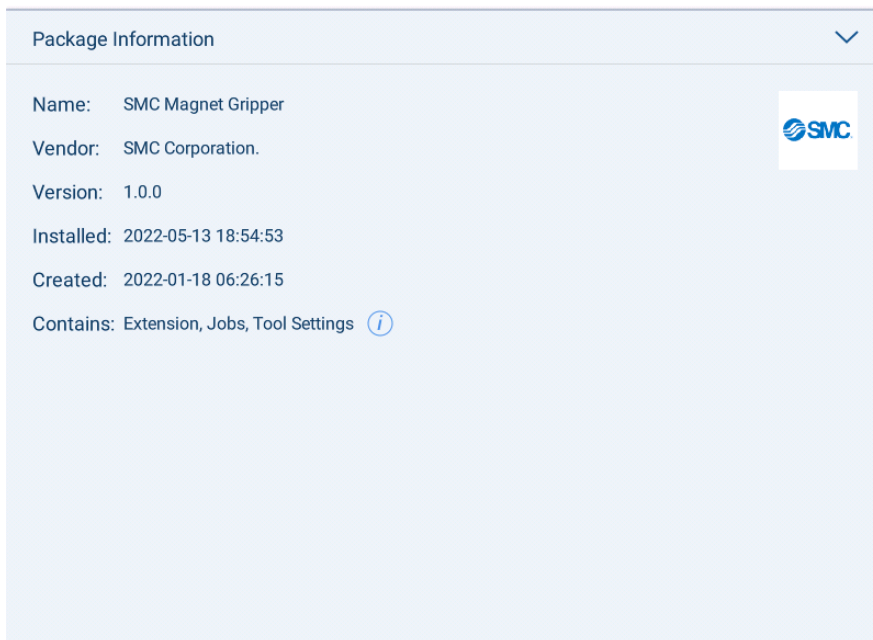 Package Information
Name: SMC Magnet Gripper
SMC
Vendor: SMC Corporation.
Version: 1.0.0
Installed: 2022-05-13 18:54:53
Created: 2022-01-18 06:26:15
Contains: Extension, Jobs, Tool Settings i